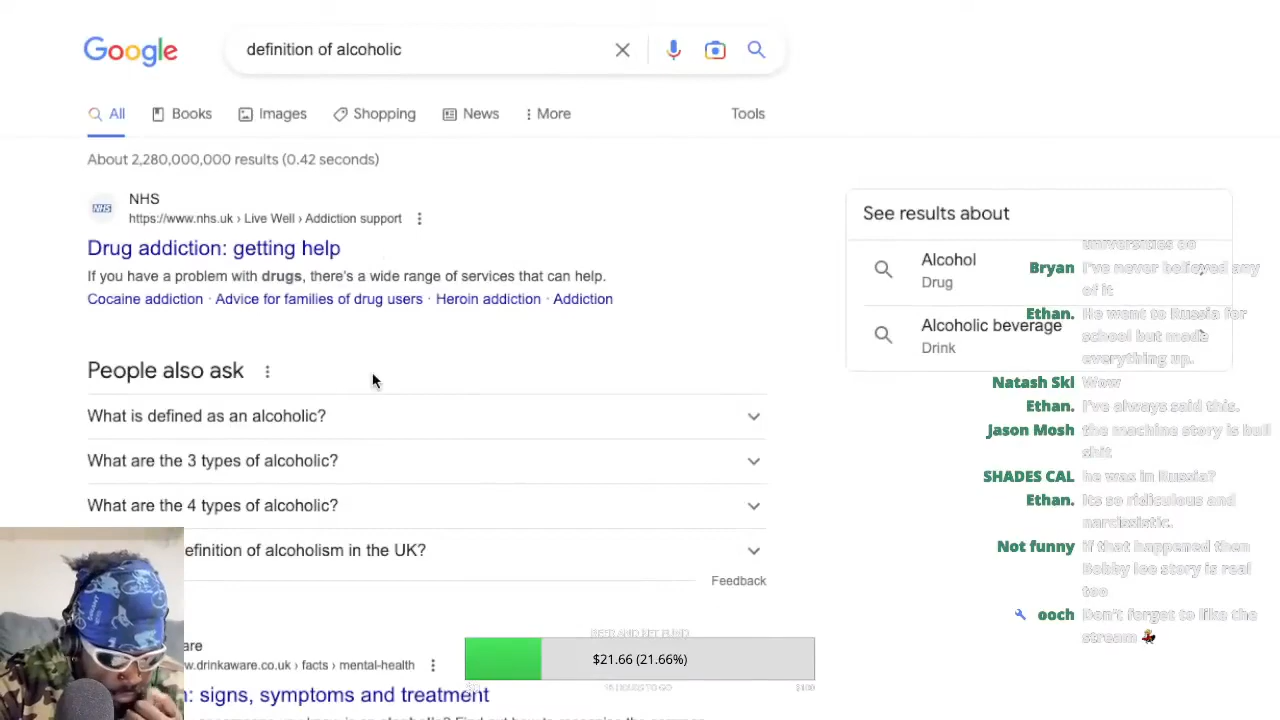 Google
definition of alcoholic
All
Books
Images
Shopping
News
More
Tools
About 2,280,000,000 results (0.42 seconds)
NHS
NHS
https://www.nhs.uk › Live Well › Addiction support
Drug addiction: getting help
If you have a problem with drugs, there's a wide range of services that can help.
Cocaine addiction · Advice for families of drug users · Heroin addiction · Addiction
People also ask
What is defined as an alcoholic?
What are the 3 types of alcoholic?
What are the 4 types of alcoholic?
efinition of alcoholism in the UK?
Feedback
are
w.drinkaware.co.uk › facts › mental-health
: signs, symptoms and treatment
See results about
Alcohol
Drug
Alcoholic beverage
Drink
Bryan I've never believed any
of it
Ethan. He went to Russia for
school but made
everything up.
Natash Ski Wow
Ethan. I've always said this.
Jason Mosh the machine story is bull
shit
SHADES CAL he was in Russia?
Ethan. Its so ridiculous and
narcissistic.
Not funny if that happened then
Bobby lee story is real
too
ooch Don't forget to like the
stream
$21.66 (21.66%)
$100